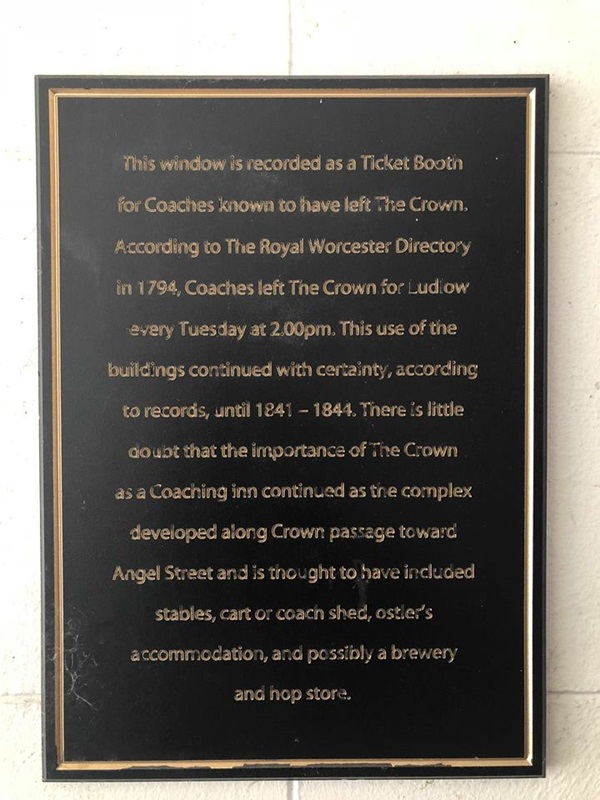 This window is recorded as a Ticket Booth
for Coaches known to have left The Crown.
According to The Royal Worcester Directory
in 1794, Coaches left The Crown for Ludlow
every Tuesday at 2.00pm. This use of the
buildings continued with certainty, according
to records, until 1841 – 1844. There is little
doubt that the importance of The Crown
as a Coaching inn continued as the complex
developed along Crown passage toward
Angel Street and is thought to have included
stables, cart or coach shed, ostler's
accommodation, and possibly a brewery
and hop store.